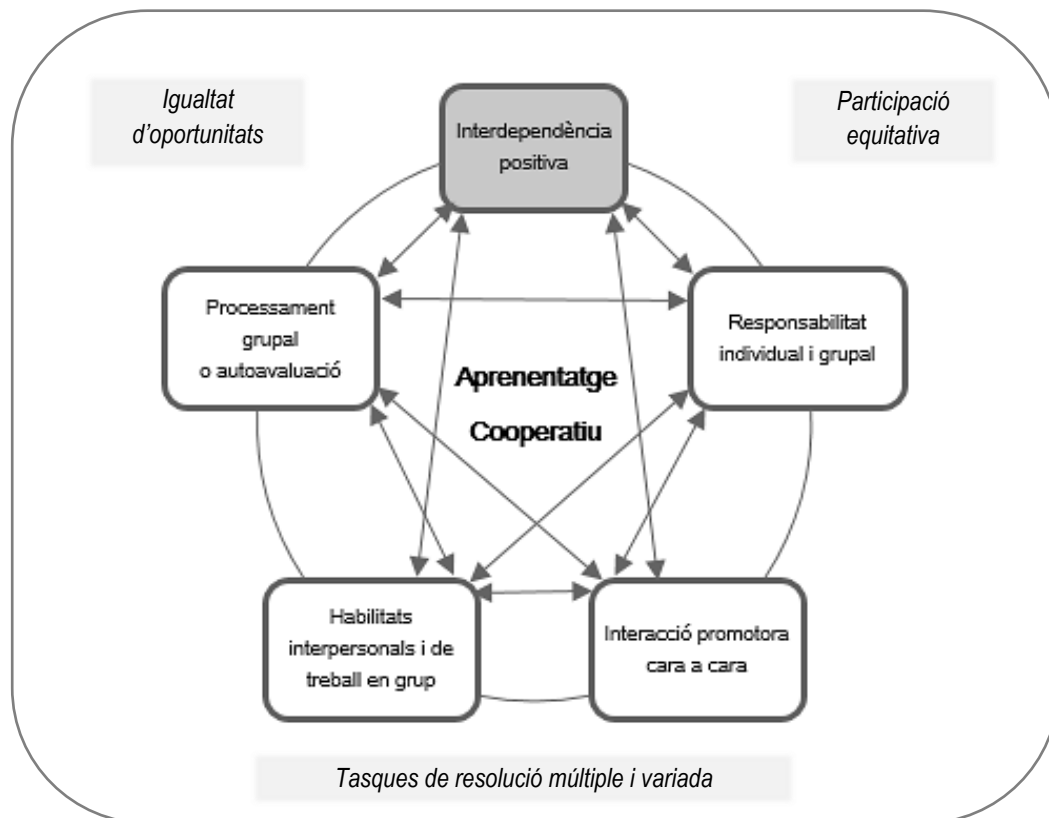 Igualtat
d'oportunitats
Participació
equitativa
Interdependència
positiva
Processament
grupal
o autoavaluació
Responsabilitat
individual i grupal
Aprenentatge
Cooperatiu
Habilitats
interpersonals i de
treball en grup
Interacció promotora
cara a cara
Tasques de resolució múltiple i variada